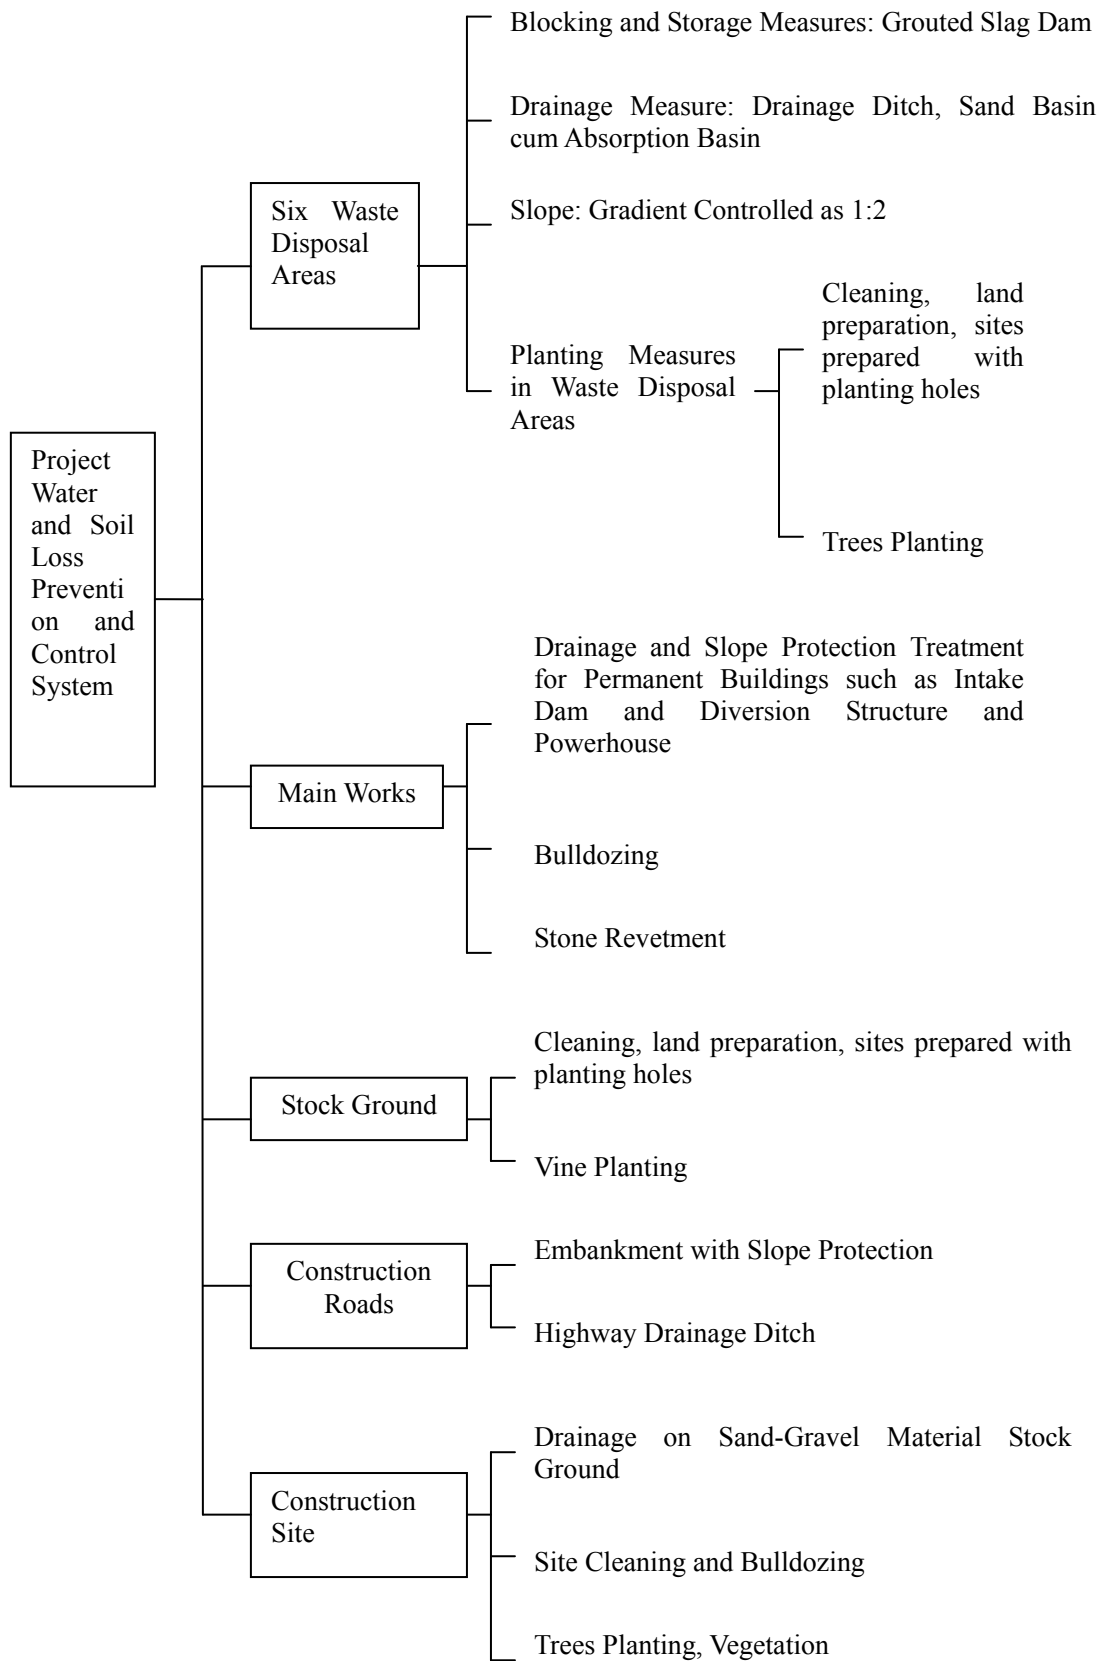 Project
Water
and Soil
Loss
Preventi
on and
Control
System
Six Waste
Disposal
Areas
Blocking and Storage Measures: Grouted Slag Dam
Drainage Measure: Drainage Ditch, Sand Basin
cum Absorption Basin
Slope: Gradient Controlled as 1:2
Planting Measures
in Waste Disposal
Areas
Cleaning, land
preparation, sites
prepared with
planting holes
Trees Planting
Main Works
Drainage and Slope Protection Treatment
for Permanent Buildings such as Intake
Dam and Diversion Structure and
Powerhouse
Bulldozing
Stone Revetment
Stock Ground
Cleaning, land preparation, sites prepared with
planting holes
Vine Planting
Construction
Roads
Embankment with Slope Protection
Highway Drainage Ditch
Construction
Site
Drainage on Sand-Gravel Material Stock
Ground
Site Cleaning and Bulldozing
Trees Planting, Vegetation